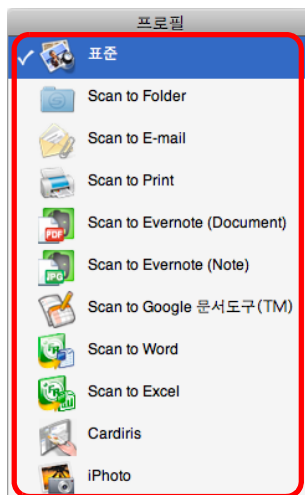 프로필
표준
Scan to Folder
Scan to E-mail
Scan to Print
PDF
Scan to Evernote (Document)
JPG
Scan to Evernote (Note)
Scan to Google 문서도구(TM)
Scan to Word
Scan to Excel
Cardiris
iPhoto